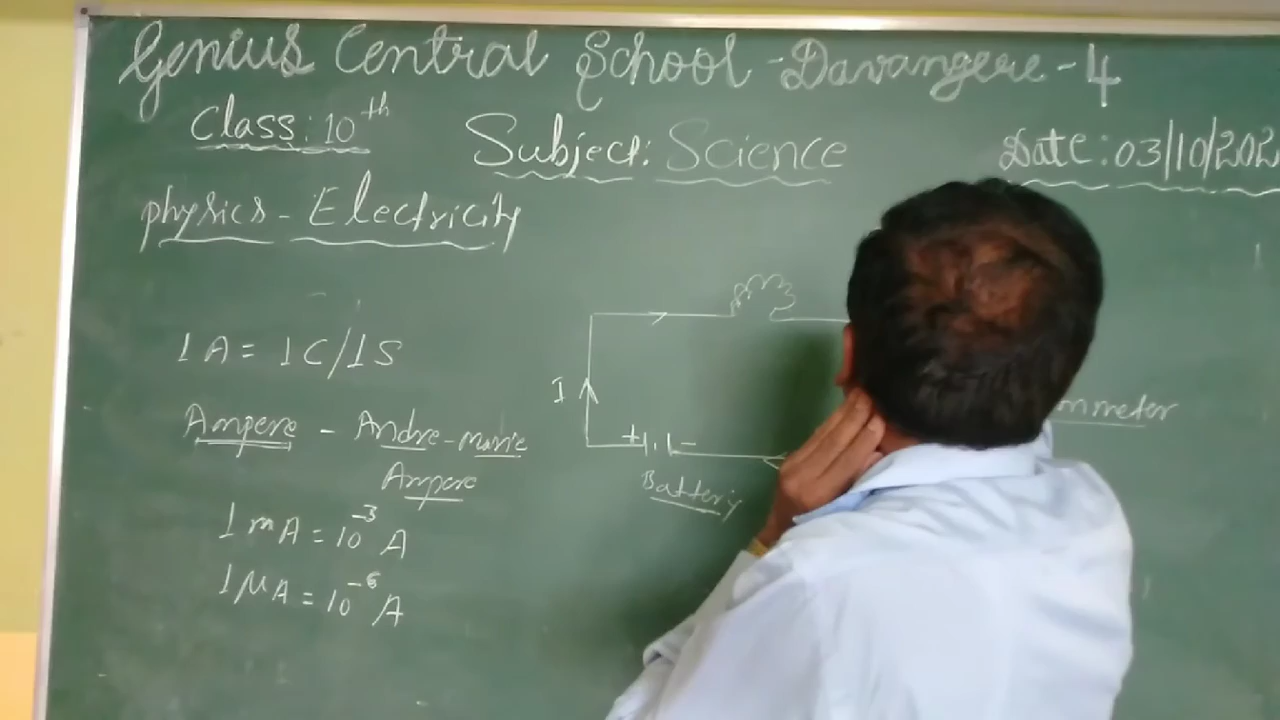 Genius Central School - Davangere - 4
Class: 10th
Subject: Science
Date: 03/10/202
physics - Electricity
1 A = 1 C/1 S
I
+ -
Battery
mmeter
Ampere - Andre-marie
Ampere
1 mA = 10⁻³ A
1 μA = 10⁻⁶ A